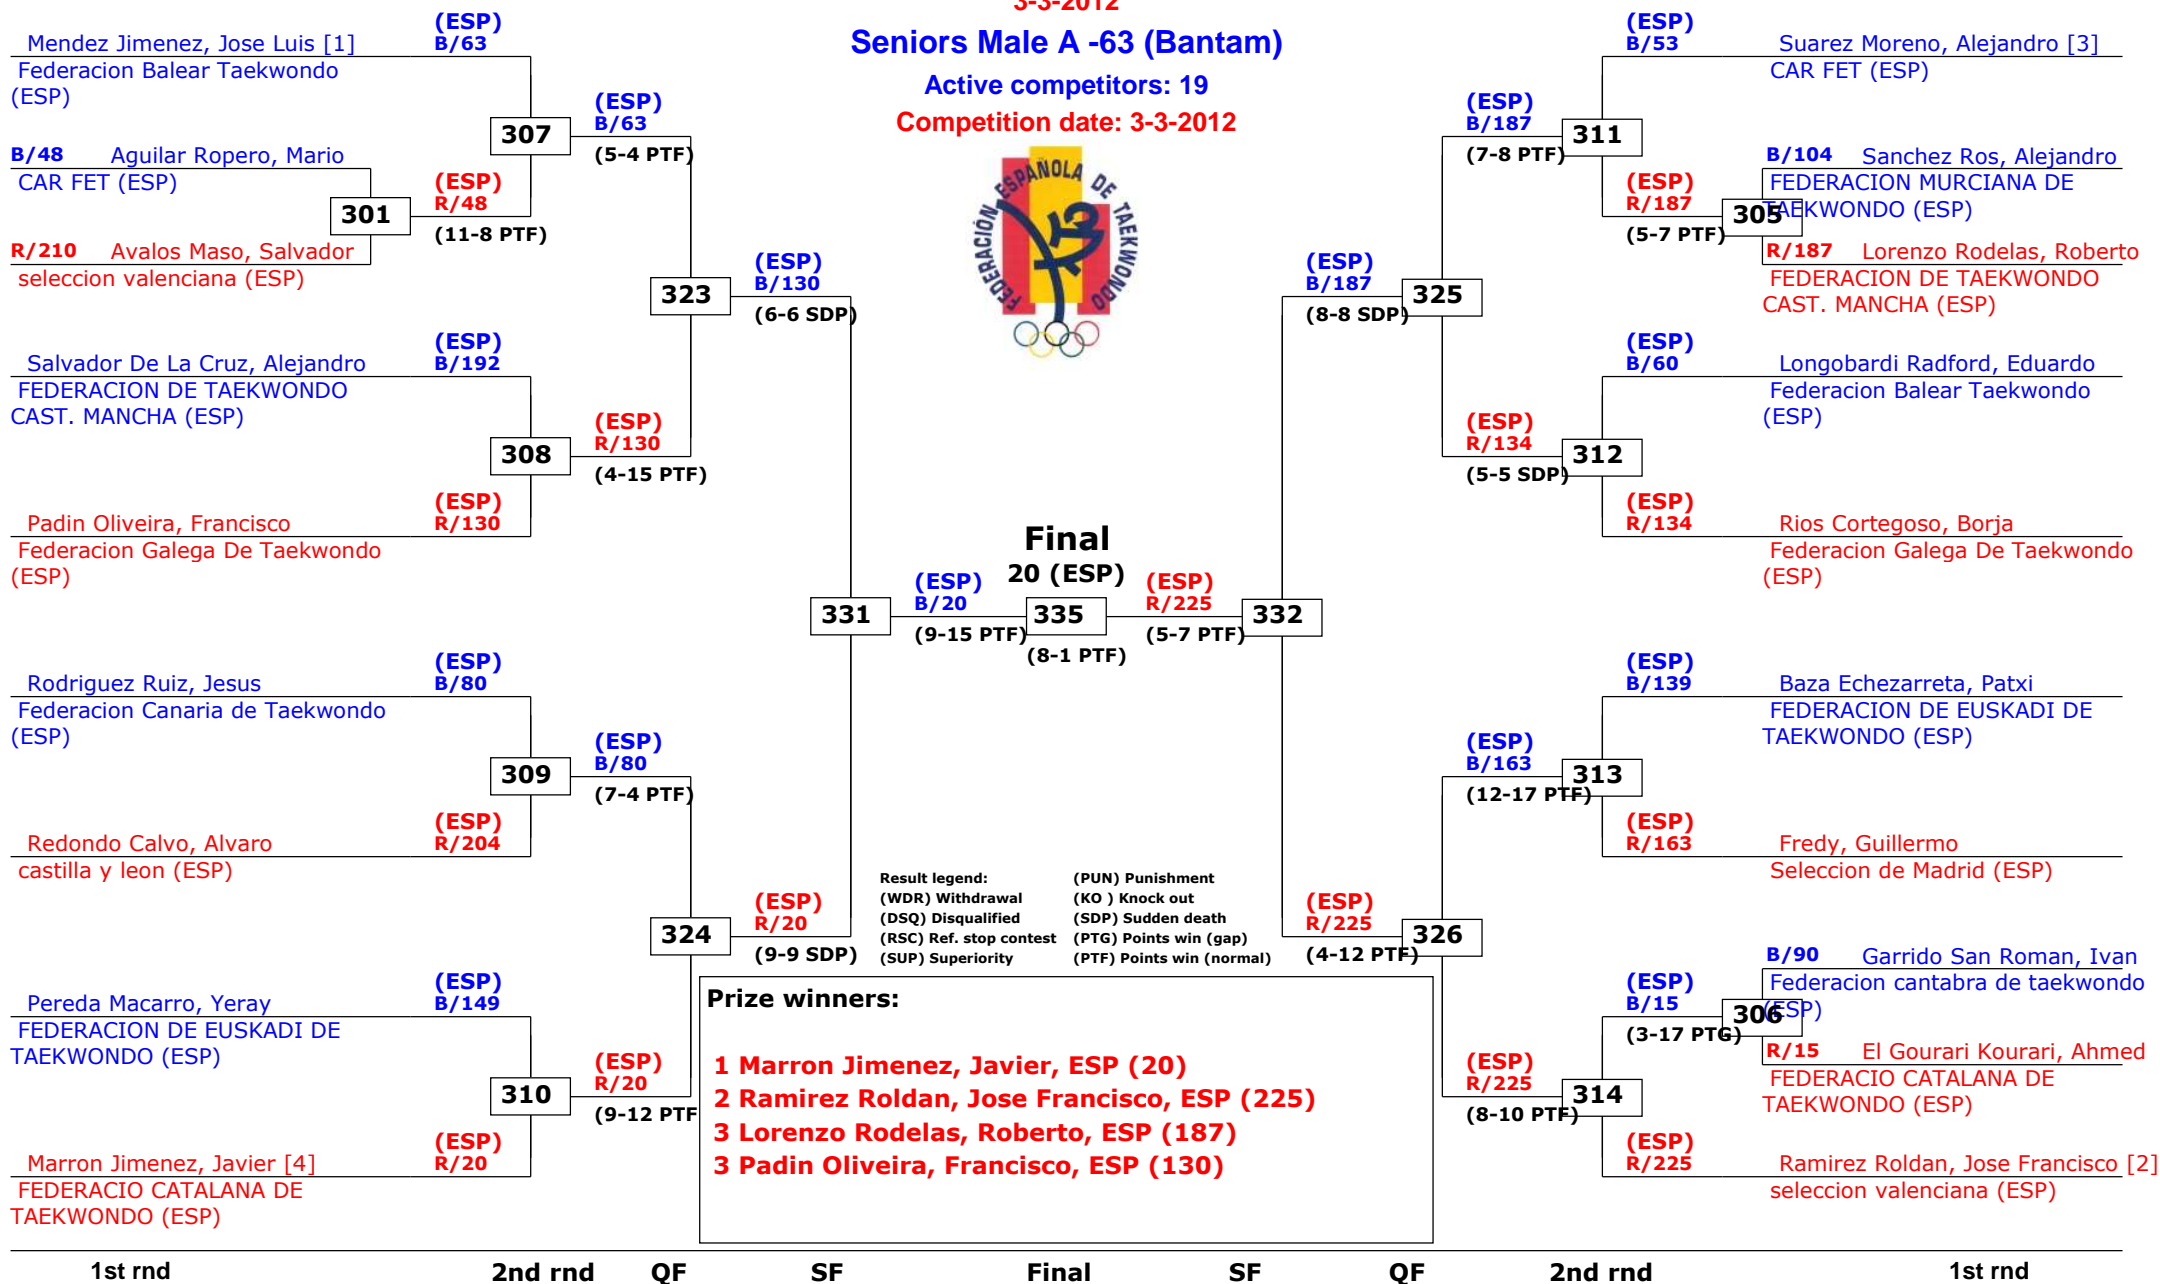 3-3-2012
Seniors Male A -63 (Bantam)
Active competitors: 19
Competition date: 3-3-2012
FEDERACIÓN ESPAÑOLA DE TAEKWONDO
(ESP)
Mendez Jimenez, Jose Luis [1] B/63
Federacion Balear Taekwondo
(ESP)
B/48 Aguilar Ropero, Mario
CAR FET (ESP)
301
R/210 Avalos Maso, Salvador
seleccion valenciana (ESP)
(ESP)
R/48
(11-8 PTF)
307
(ESP)
B/63
(5-4 PTF)
(ESP)
Salvador De La Cruz, Alejandro B/192
FEDERACION DE TAEKWONDO
CAST. MANCHA (ESP)
308
(ESP)
R/130
(4-15 PTF)
(ESP)
Padin Oliveira, Francisco R/130
Federacion Galega De Taekwondo
(ESP)
323
(ESP)
B/130
(6-6 SDP)
(ESP)
Rodriguez Ruiz, Jesus B/80
Federacion Canaria de Taekwondo
(ESP)
309
(ESP)
B/80
(7-4 PTF)
(ESP)
Redondo Calvo, Alvaro R/204
castilla y leon (ESP)
324
(ESP)
R/20
(9-9 SDP)
(ESP)
Pereda Macarro, Yeray B/149
FEDERACION DE EUSKADI DE
TAEKWONDO (ESP)
310
(ESP)
R/20
(9-12 PTF
(ESP)
Marron Jimenez, Javier [4] R/20
FEDERACIO CATALANA DE
TAEKWONDO (ESP)
331
(ESP)
B/20
(9-15 PTF)
Final
20 (ESP)
335
(8-1 PTF)
(ESP)
R/225
(5-7 PTF)
332
(ESP)
B/53 Suarez Moreno, Alejandro [3]
CAR FET (ESP)
311
(ESP)
B/187
(7-8 PTF)
B/104 Sanchez Ros, Alejandro
FEDERACION MURCIANA DE
TAEKWONDO (ESP)
305
(ESP)
R/187
(5-7 PTF)
R/187 Lorenzo Rodelas, Roberto
FEDERACION DE TAEKWONDO
CAST. MANCHA (ESP)
325
(ESP)
B/187
(8-8 SDP)
(ESP)
B/60 Longobardi Radford, Eduardo
Federacion Balear Taekwondo
(ESP)
312
(ESP)
R/134
(5-5 SDP)
(ESP)
R/134 Rios Cortegoso, Borja
Federacion Galega De Taekwondo
(ESP)
(ESP)
B/139 Baza Echezarreta, Patxi
FEDERACION DE EUSKADI DE
TAEKWONDO (ESP)
313
(ESP)
B/163
(12-17 PTF)
(ESP)
R/163 Fredy, Guillermo
Seleccion de Madrid (ESP)
326
(ESP)
R/225
(4-12 PTF)
B/90 Garrido San Roman, Ivan
Federacion cantabra de taekwondo
(ESP)
306
(ESP)
B/15
(3-17 PTG)
R/15 El Gourari Kourari, Ahmed
FEDERACIO CATALANA DE
TAEKWONDO (ESP)
314
(ESP)
R/225
(8-10 PTF)
(ESP)
R/225 Ramirez Roldan, Jose Francisco [2]
seleccion valenciana (ESP)
Result legend: (PUN) Punishment
(WDR) Withdrawal (KO ) Knock out
(DSQ) Disqualified (SDP) Sudden death
(RSC) Ref. stop contest (PTG) Points win (gap)
(SUP) Superiority (PTF) Points win (normal)
Prize winners:
1 Marron Jimenez, Javier, ESP (20)
2 Ramirez Roldan, Jose Francisco, ESP (225)
3 Lorenzo Rodelas, Roberto, ESP (187)
3 Padin Oliveira, Francisco, ESP (130)
1st rnd 2nd rnd QF SF Final SF QF 2nd rnd 1st rnd